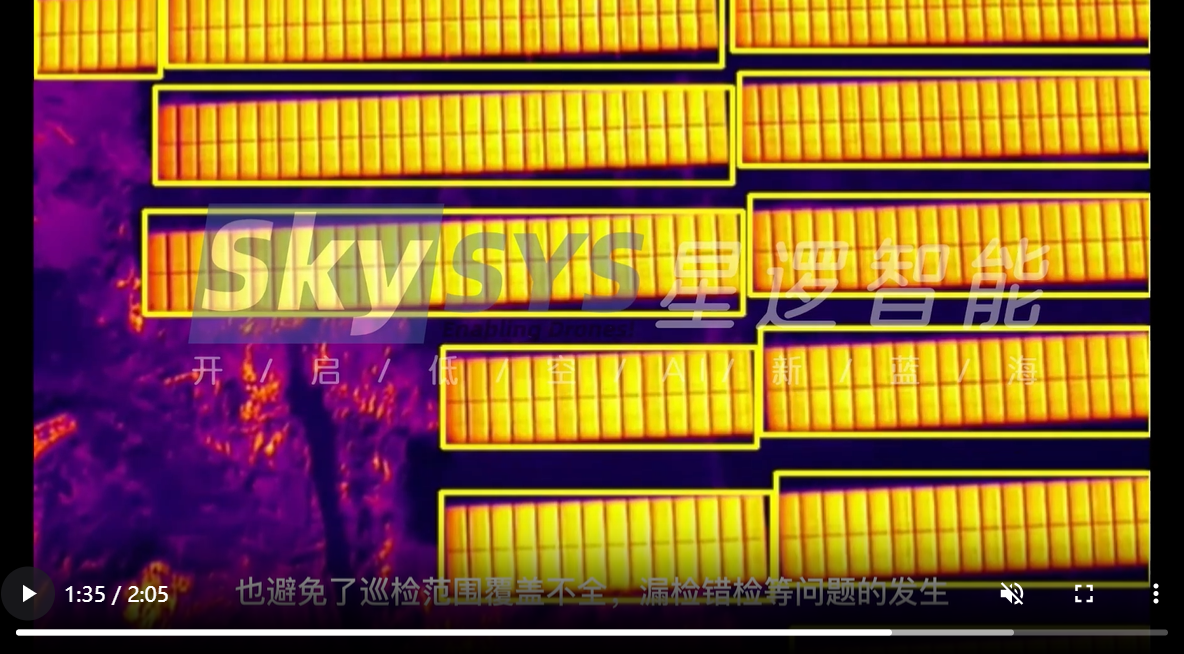 SkySYS 星逻智能
Enabling Drones!
开 / 启 / 低 / 空 / AI / 新 / 蓝 / 海
也避免了巡检范围覆盖不全，漏检错检等问题的发生
1:35 / 2:05